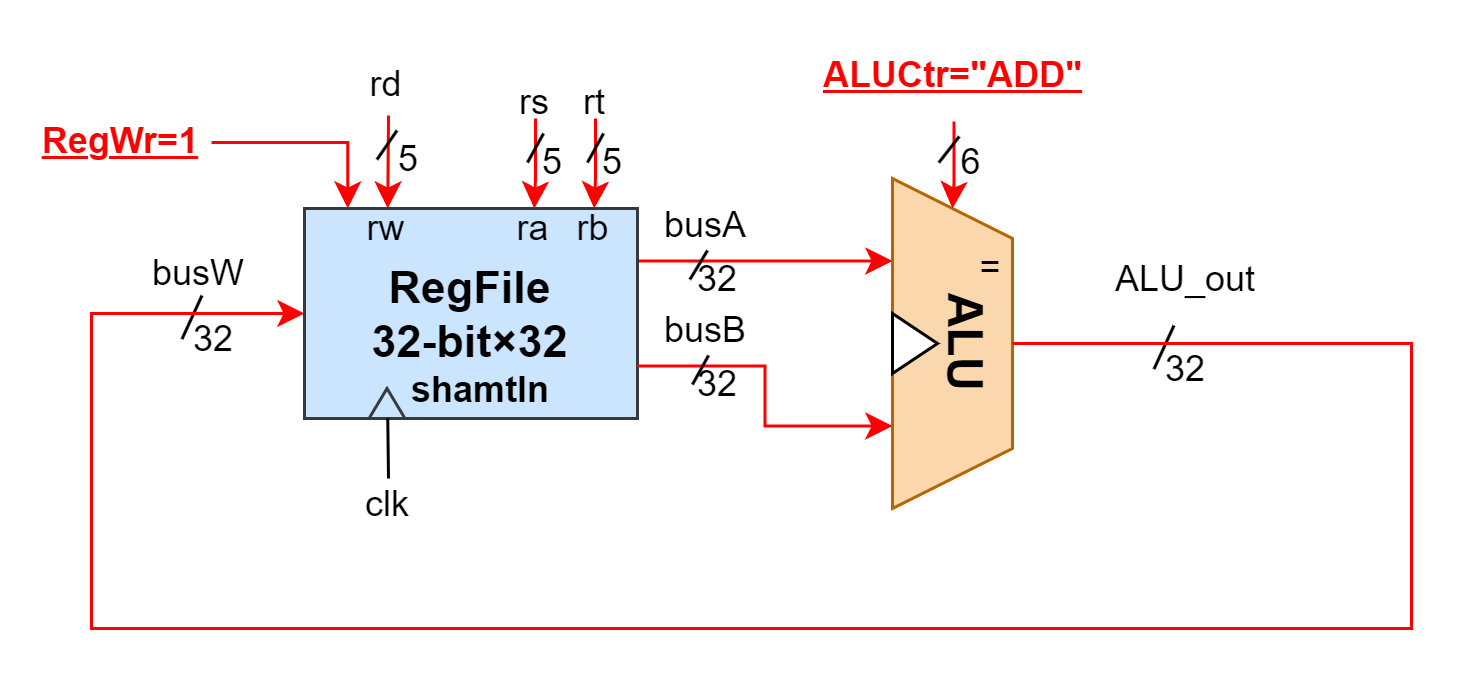 ALUCtr="ADD"
rd
rs
rt
RegWr=1
5
5
5
6
rw
ra
rb
busA
32
busW
32
RegFile
32-bit×32
shamtIn
busB
32
=
ALU
ALU_out
32
clk